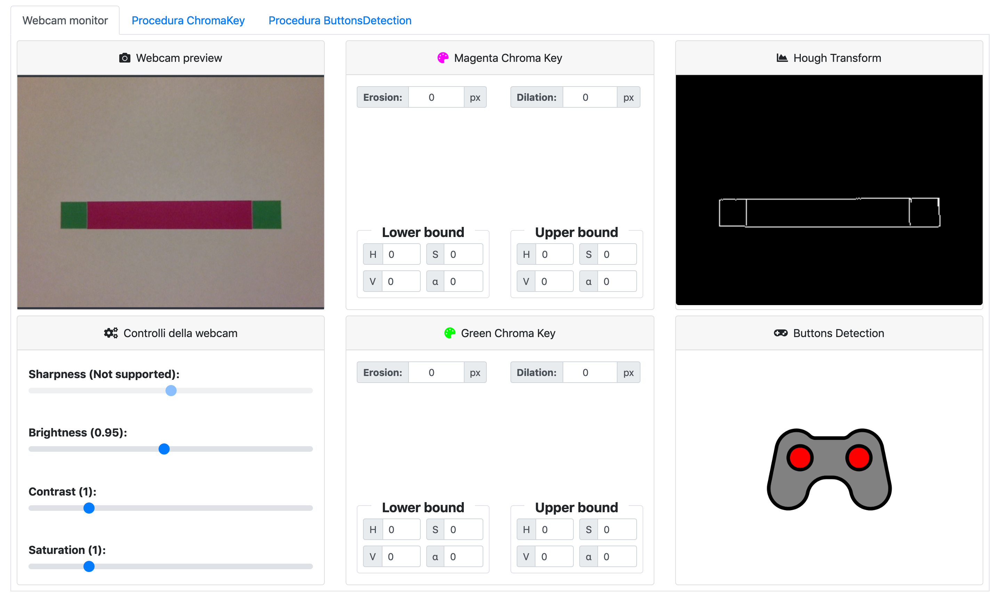 Webcam monitor
Procedura ChromaKey
Procedura ButtonsDetection
Webcam preview
Magenta Chroma Key
Erosion: 0 px
Dilation: 0 px
Lower bound
H 0 S 0
V 0 α 0
Upper bound
H 0 S 0
V 0 α 0
Hough Transform
Controlli della webcam
Sharpness (Not supported):
Brightness (0.95):
Contrast (1):
Saturation (1):
Green Chroma Key
Erosion: 0 px
Dilation: 0 px
Lower bound
H 0 S 0
V 0 α 0
Upper bound
H 0 S 0
V 0 α 0
Buttons Detection